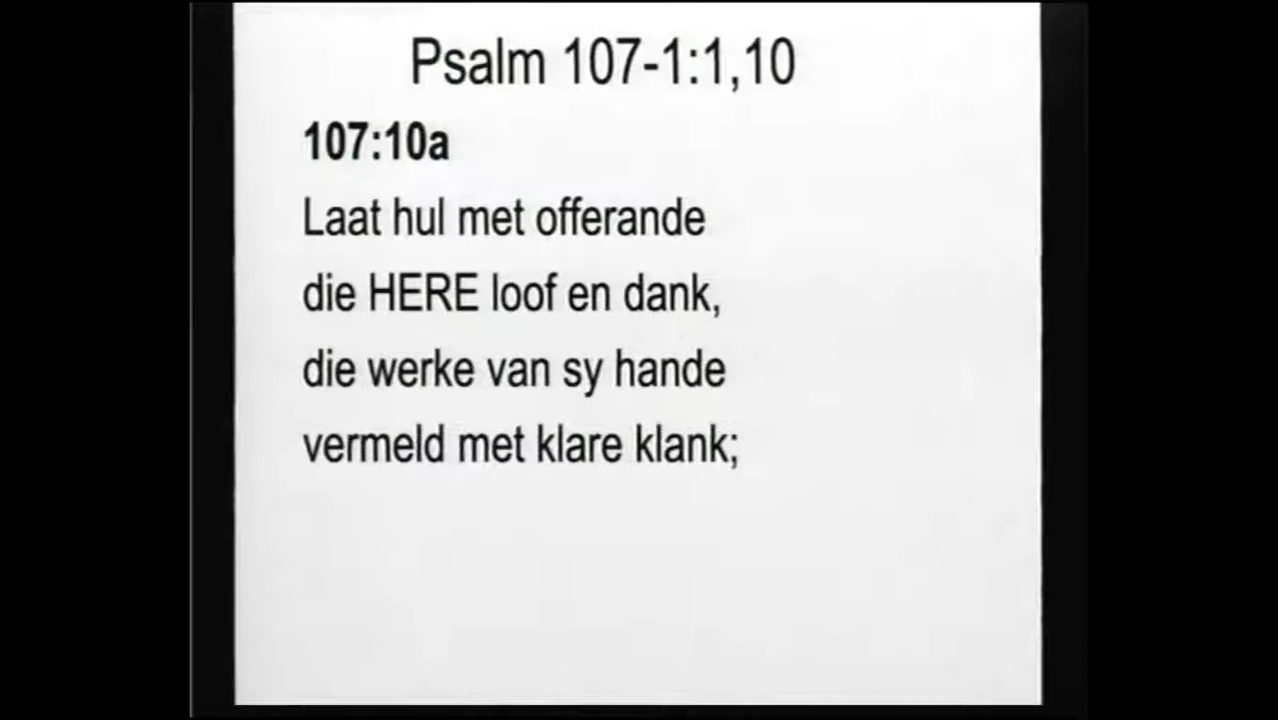 Psalm 107-1:1,10
107:10a
Laat hul met offerande
die HERE loof en dank,
die werke van sy hande
vermeld met klare klank;